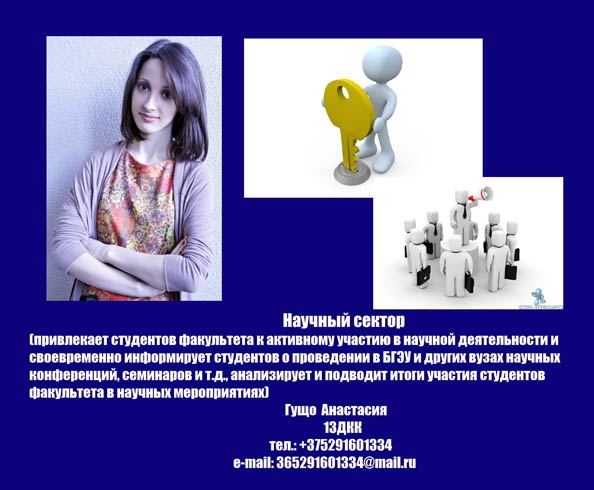 Научный сектор
(привлекает студентов факультета к активному участию в научной деятельности и
своевременно информирует студентов о проведении в БГЭУ и других вузах научных
конференций, семинаров и т.д., анализирует и подводит итоги участия студентов
факультета в научных мероприятиях)
Гущо Анастасия
13ДКК
тел.: +375291601334
e-mail: 365291601334@mail.ru